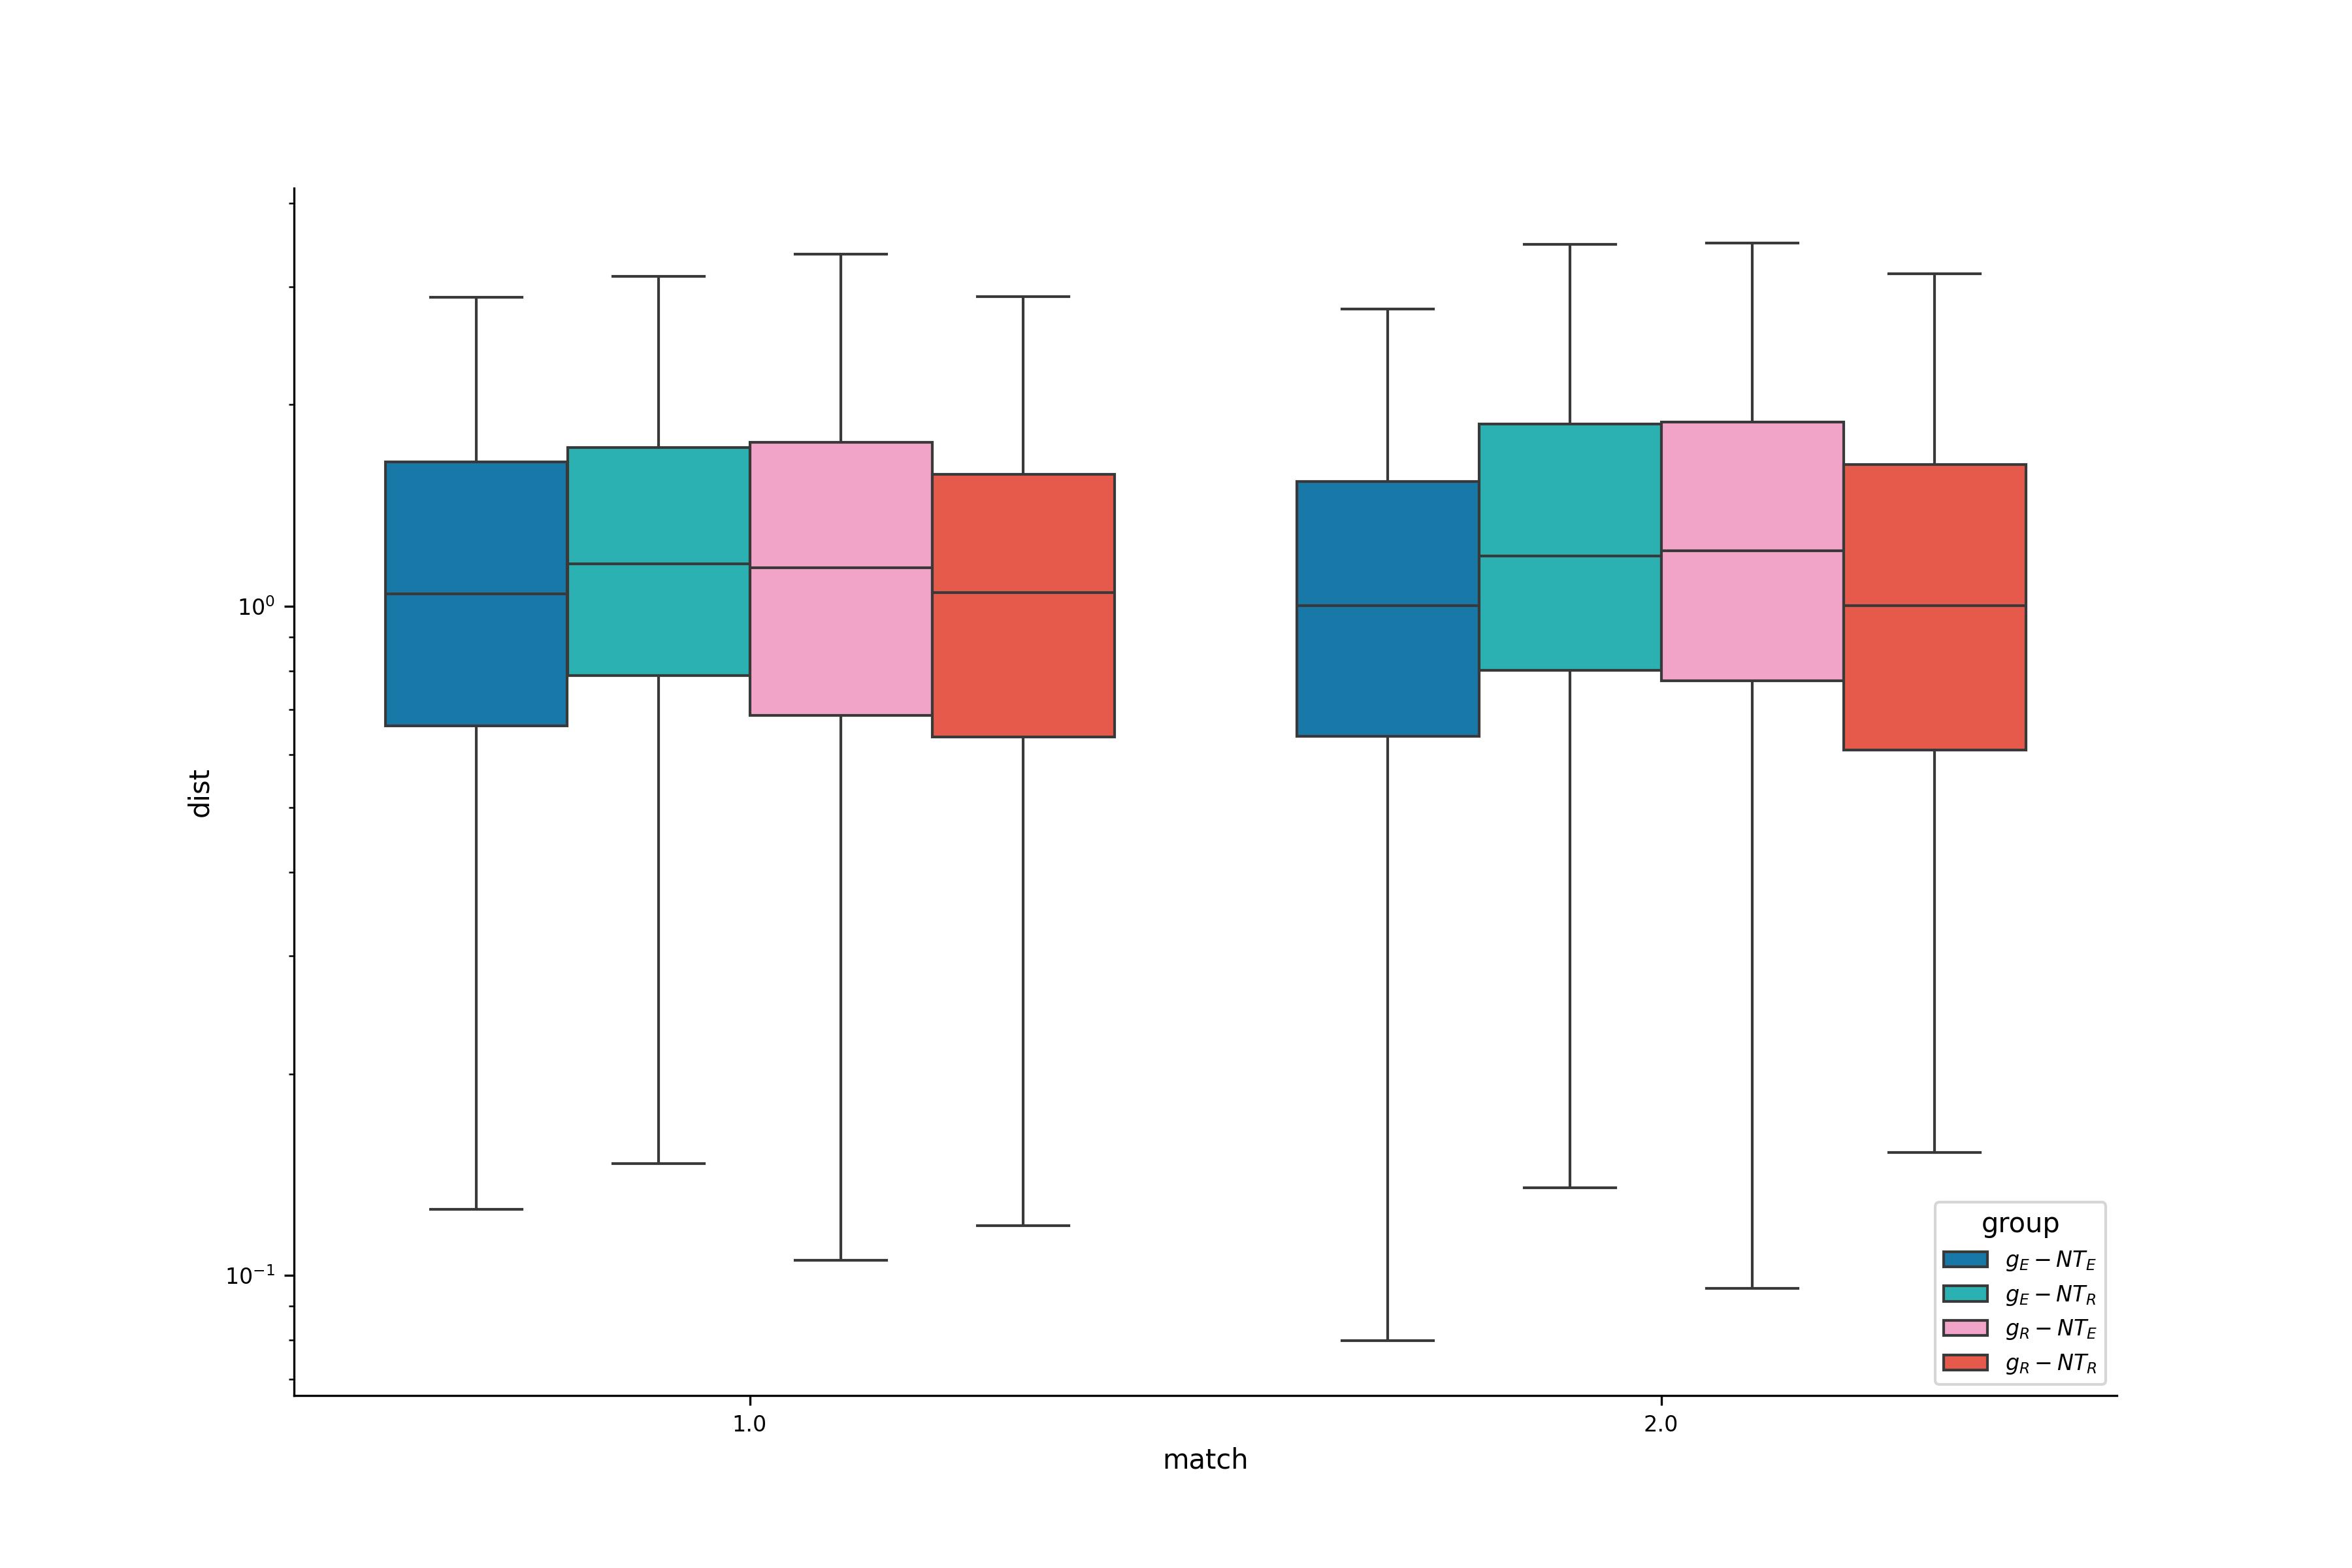 dist
10⁰
10⁻¹
1.0
2.0
match
group
g_E − NT_E
g_E − NT_R
g_R − NT_E
g_R − NT_R